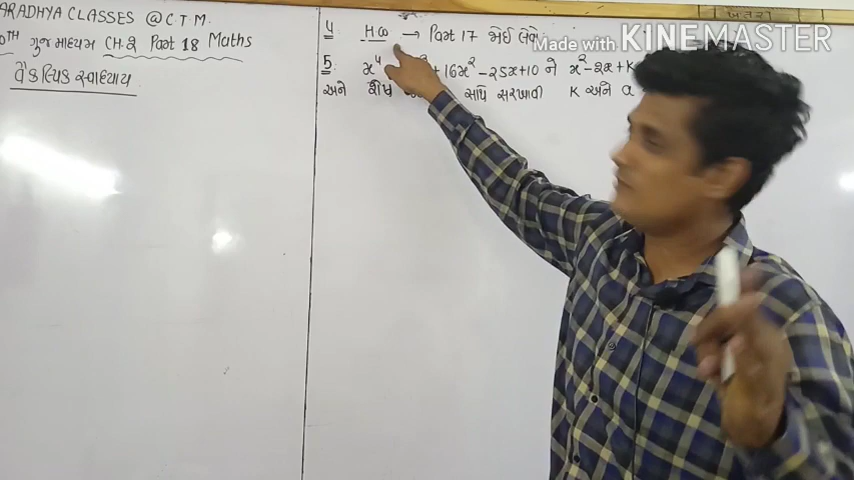 ARADHYA CLASSES @ C.T.M.
TH ગુજ માધ્યમ CH.2 Part 18 Maths
વૈકલ્પિક સ્વાધ્યાય
4 H.W → Part 17 જોઈ લેવો
5. x⁴ + 16x² - 25x + 10 ને x² - 2x + K
અને શેષ સરખાવી K અને a
Made with KINEMASTER